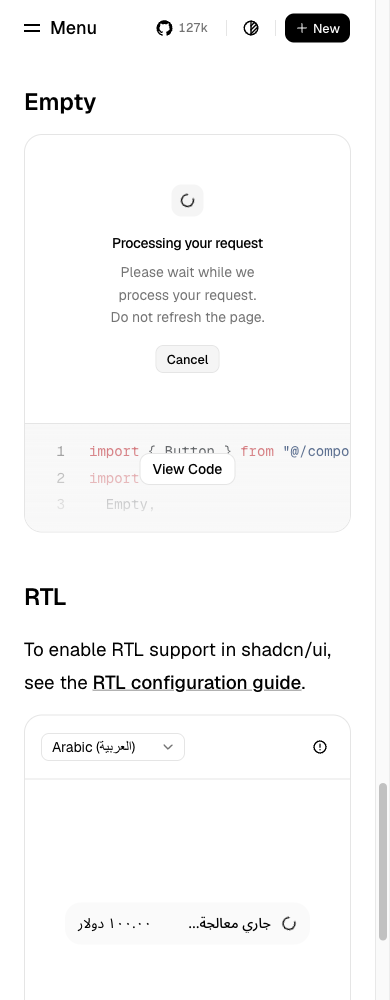 Menu
127k
New
Empty
Processing your request
Please wait while we
process your request.
Do not refresh the page.
Cancel
1 import { Button } from "@/compo
View Code
2 import
3 Empty,
RTL
To enable RTL support in shadcn/ui,
see the RTL configuration guide.
Arabic (العربية)
جاري معالجة...
١٠٠.٠٠ دولار